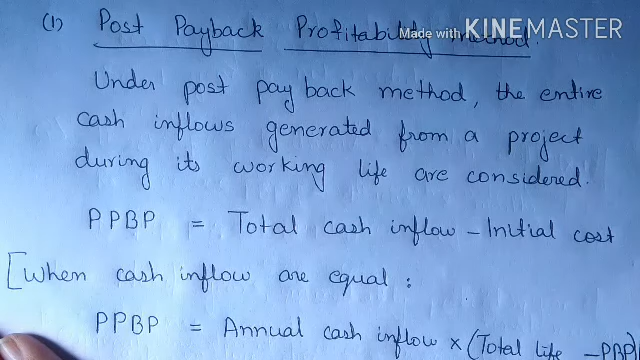 Made with KINEMASTER
(1) Post Payback Profitability method.
Under post pay back method, the entire
cash inflows generated from a project
during its working life are considered.
PPBP = Total cash inflow - Initial cost
[When cash inflow are equal :
PPBP = Annual cash inflow × (Total life - PBP)